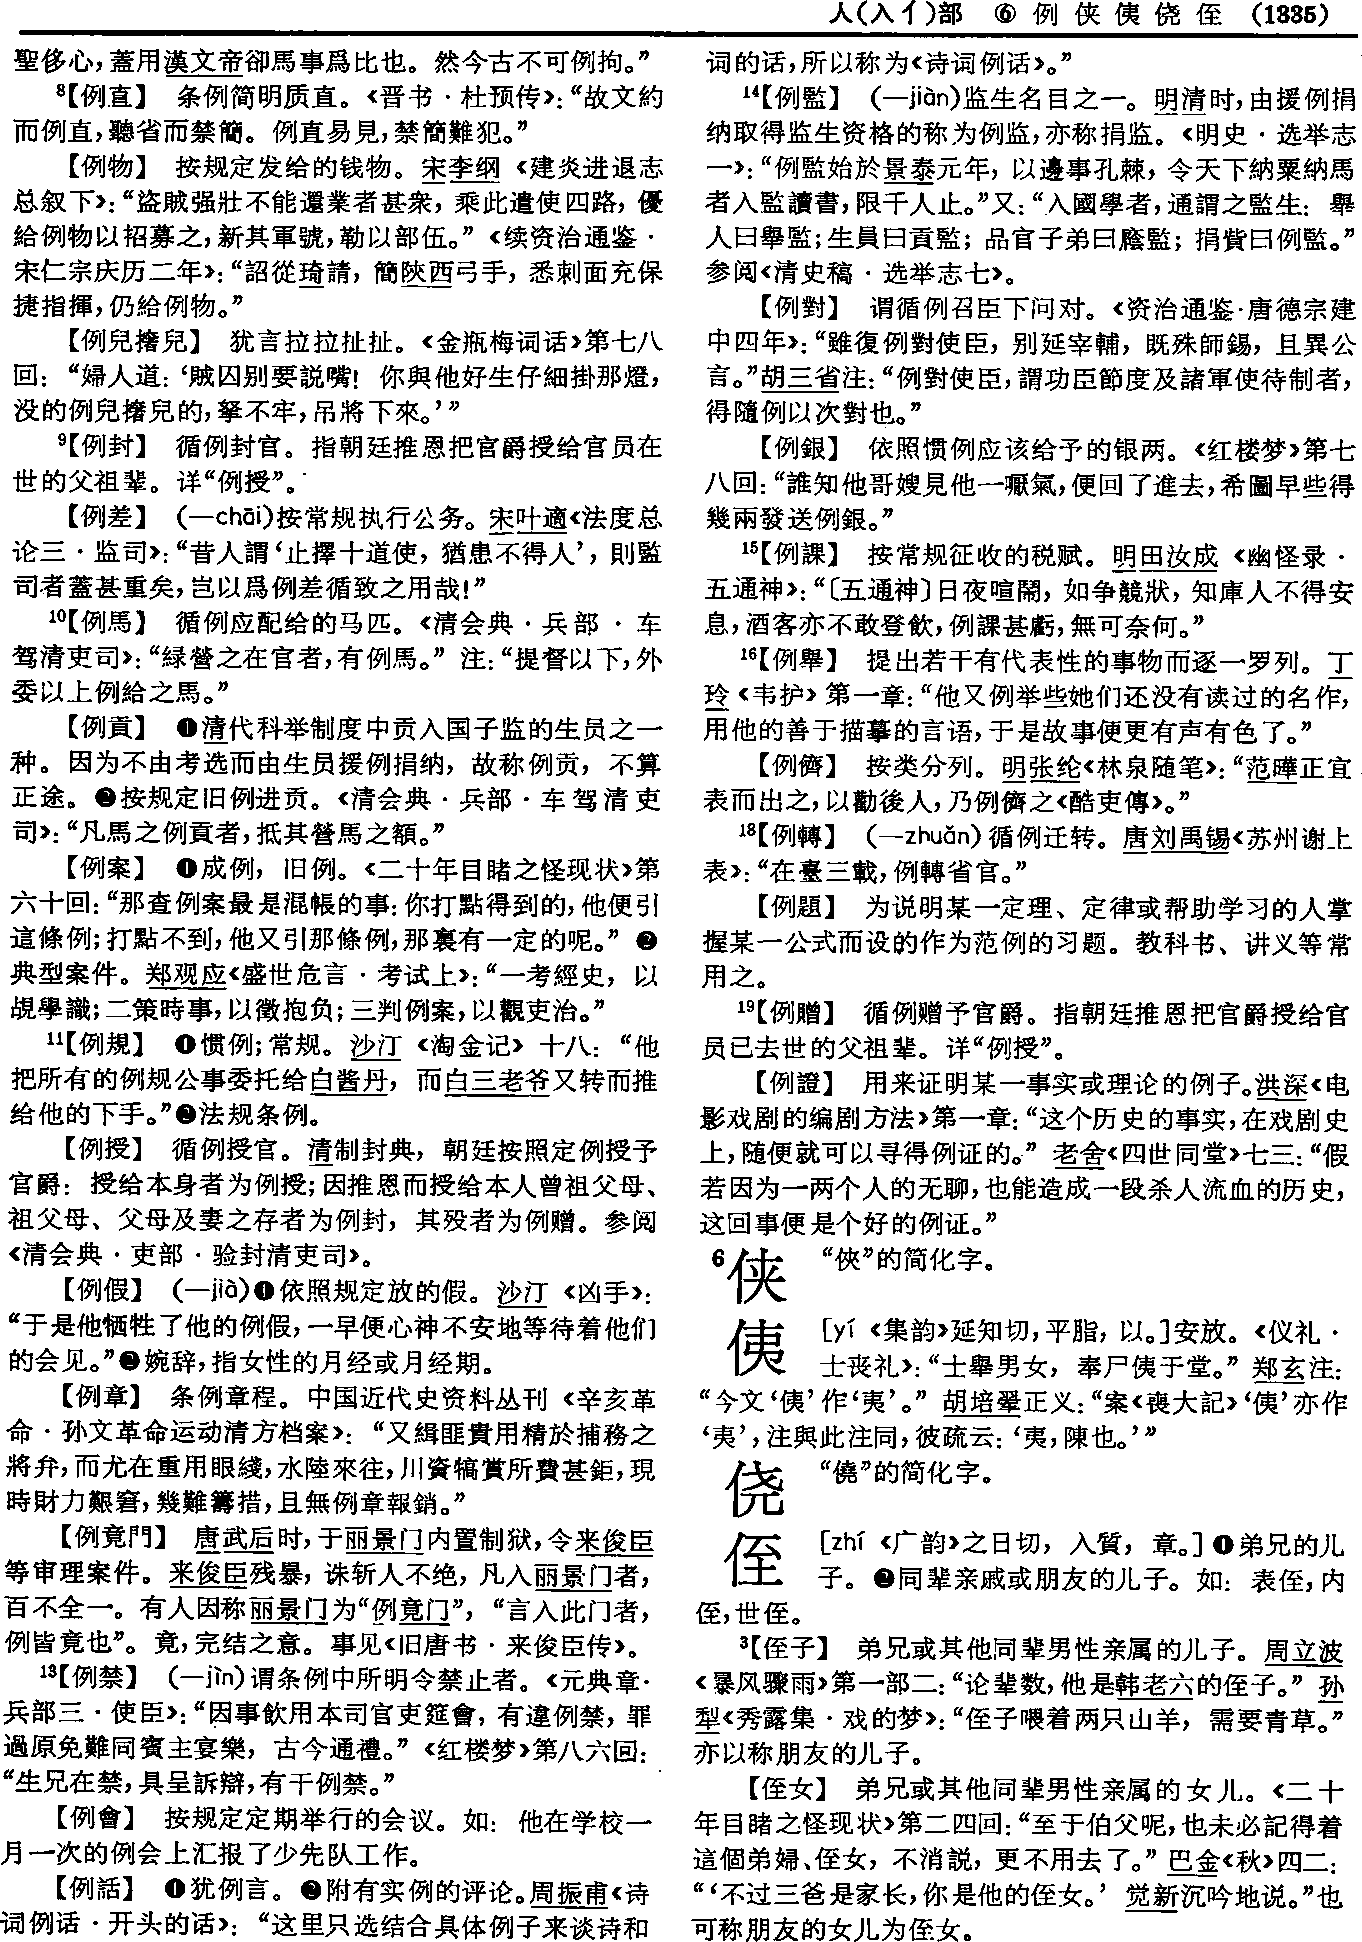 人(入亻)部 ⑥ 例 侠 侇 侥 侄 (1335)
聖侈心，蓋用漢文帝卻馬事爲比也。然今古不可例拘。”
⁸【例直】 条例简明质直。《晋书·杜预传》：“故文約
而例直，聽省而禁簡。例直易見，禁簡難犯。”
【例物】 按规定发给的钱物。宋李纲《建炎进退志
总叙下》：“盜賊强壯不能還業者甚衆，乘此遣使四路，優
給例物以招募之，新其軍號，勒以部伍。”《续资治通鉴·
宋仁宗庆历二年》：“詔從琦請，簡陝西弓手，悉刺面充保
捷指揮，仍給例物。”
【例兒撦兒】 犹言拉拉扯扯。《金瓶梅词话》第七八
回：“婦人道：‘賊囚别要説嘴！你與他好生仔細掛那燈，
没的例兒撦兒的，拏不牢，吊將下來。’”
⁹【例封】 循例封官。指朝廷推恩把官爵授给官员在
世的父祖辈。详“例授”。
【例差】 (—chāi)按常规执行公务。宋叶適《法度总
论三·监司》：“昔人謂‘止擇十道使，猶患不得人’，則監
司者蓋甚重矣，岂以爲例差循致之用哉！”
¹⁰【例馬】 循例应配给的马匹。《清会典·兵部·车
驾清吏司》：“緑營之在官者，有例馬。”注：“提督以下，外
委以上例給之馬。”
【例貢】 ❶清代科举制度中贡入国子监的生员之一
种。因为不由考选而由生员援例捐纳，故称例贡，不算
正途。❷按规定旧例进贡。《清会典·兵部·车驾清吏
司》：“凡馬之例貢者，抵其營馬之額。”
【例案】 ❶成例，旧例。《二十年目睹之怪现状》第
六十回：“那查例案最是混帳的事：你打點得到的，他便引
這條例；打點不到，他又引那條例，那裏有一定的呢。”❷
典型案件。郑观应《盛世危言·考试上》：“一考經史，以
覘學識；二策時事，以徵抱负；三判例案，以觀吏治。”
¹¹【例規】 ❶惯例；常规。沙汀《淘金记》十八：“他
把所有的例规公事委托给白酱丹，而白三老爷又转而推
给他的下手。”❷法规条例。
【例授】 循例授官。清制封典，朝廷按照定例授予
官爵：授给本身者为例授；因推恩而授给本人曾祖父母、
祖父母、父母及妻之存者为例封，其殁者为例赠。参阅
《清会典·吏部·验封清吏司》。
【例假】 (—jià)❶依照规定放的假。沙汀《凶手》：
“于是他牺牲了他的例假，一早便心神不安地等待着他们
的会见。”❷婉辞，指女性的月经或月经期。
【例章】 条例章程。中国近代史资料丛刊《辛亥革
命·孙文革命运动清方档案》：“又緝匪貴用精於捕務之
將弁，而尤在重用眼綫，水陸來往，川資犒賞所費甚鉅，現
時財力艱窘，幾難籌措，且無例章報銷。”
【例竟門】 唐武后时，于丽景门内置制狱，令来俊臣
等审理案件。来俊臣残暴，诛斩人不绝，凡入丽景门者，
百不全一。有人因称丽景门为“例竟门”，“言入此门者，
例皆竟也”。竟，完结之意。事见《旧唐书·来俊臣传》。
¹³【例禁】 (—jìn)谓条例中所明令禁止者。《元典章·
兵部三·使臣》：“因事飲用本司官吏筵會，有違例禁，罪
過原免難同賓主宴樂，古今通禮。”《红楼梦》第八六回：
“生兄在禁，具呈訴辯，有干例禁。”
【例會】 按规定定期举行的会议。如：他在学校一
月一次的例会上汇报了少先队工作。
【例話】 ❶犹例言。❷附有实例的评论。周振甫《诗
词例话·开头的话》：“这里只选结合具体例子来谈诗和
词的话，所以称为《诗词例话》。”
¹⁴【例監】 (—jiàn)监生名目之一。明清时，由援例捐
纳取得监生资格的称为例监，亦称捐监。《明史·选举志
一》：“例監始於景泰元年，以邊事孔棘，令天下納粟納馬
者入監讀書，限千人止。”又：“入國學者，通謂之監生：舉
人曰舉監；生員曰貢監；品官子弟曰廕監；捐貲曰例監。”
参阅《清史稿·选举志七》。
【例對】 谓循例召臣下问对。《资治通鉴·唐德宗建
中四年》：“雖復例對使臣，别延宰輔，既殊師錫，且異公
言。”胡三省注：“例對使臣，謂功臣節度及諸軍使待制者，
得隨例以次對也。”
【例銀】 依照惯例应该给予的银两。《红楼梦》第七
八回：“誰知他哥嫂見他一嚥氣，便回了進去，希圖早些得
幾兩發送例銀。”
¹⁵【例課】 按常规征收的税赋。明田汝成《幽怪录·
五通神》：“〔五通神〕日夜喧鬧，如争競狀，知庫人不得安
息，酒客亦不敢登飲，例課甚虧，無可奈何。”
¹⁶【例舉】 提出若干有代表性的事物而逐一罗列。丁
玲《韦护》第一章：“他又例举些她们还没有读过的名作，
用他的善于描摹的言语，于是故事便更有声有色了。”
【例儕】 按类分列。明张纶《林泉随笔》：“范曄正宜
表而出之，以勸後人，乃例儕之《酷吏傳》。”
¹⁸【例轉】 (—zhuǎn)循例迁转。唐刘禹锡《苏州谢上
表》：“在臺三載，例轉省官。”
【例題】 为说明某一定理、定律或帮助学习的人掌
握某一公式而设的作为范例的习题。教科书、讲义等常
用之。
¹⁹【例贈】 循例赠予官爵。指朝廷推恩把官爵授给官
员已去世的父祖辈。详“例授”。
【例證】 用来证明某一事实或理论的例子。洪深《电
影戏剧的编剧方法》第一章：“这个历史的事实，在戏剧史
上，随便就可以寻得例证的。”老舍《四世同堂》七三：“假
若因为一两个人的无聊，也能造成一段杀人流血的历史，
这回事便是个好的例证。”
⁶侠 “俠”的简化字。
侇 [yí《集韵》延知切，平脂，以。]安放。《仪礼·
士丧礼》：“士舉男女，奉尸侇于堂。”郑玄注：
“今文‘侇’作‘夷’。”胡培翬正义：“案《喪大記》‘侇’亦作
‘夷’，注與此注同，彼疏云：‘夷，陳也。’”
侥 “僥”的简化字。
侄 [zhí《广韵》之日切，入質，章。]❶弟兄的儿
子。❷同辈亲戚或朋友的儿子。如：表侄，内
侄，世侄。
³【侄子】 弟兄或其他同辈男性亲属的儿子。周立波
《暴风骤雨》第一部二：“论辈数，他是韩老六的侄子。”孙
犁《秀露集·戏的梦》：“侄子喂着两只山羊，需要青草。”
亦以称朋友的儿子。
【侄女】 弟兄或其他同辈男性亲属的女儿。《二十
年目睹之怪现状》第二四回：“至于伯父呢，也未必記得着
這個弟婦、侄女，不消説，更不用去了。”巴金《秋》四二：
“‘不过三爸是家长，你是他的侄女。’觉新沉吟地说。”也
可称朋友的女儿为侄女。